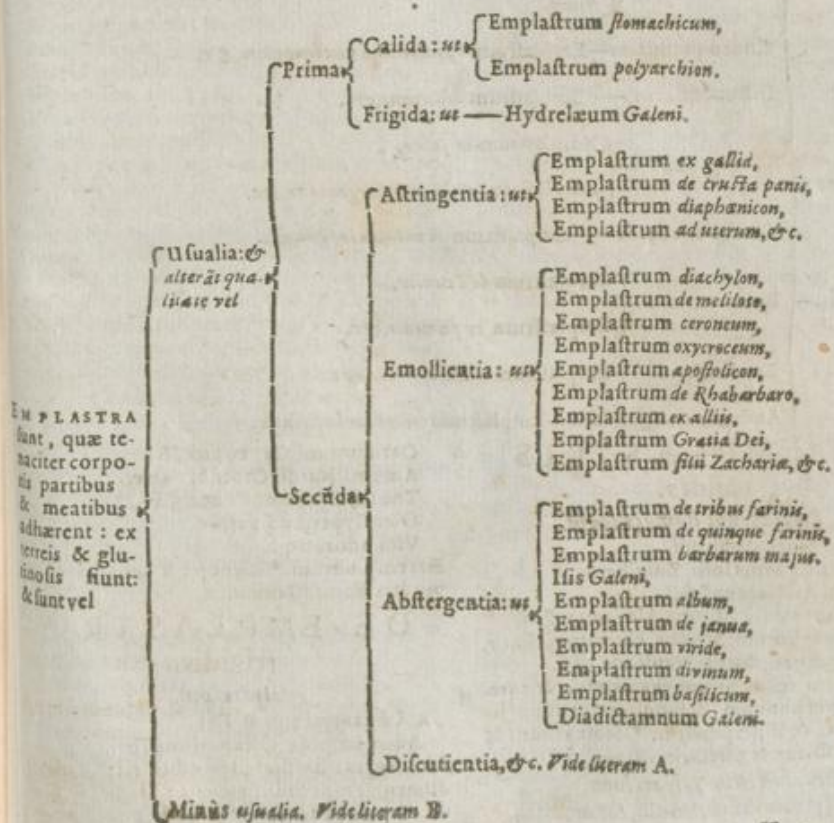 Emplaſtrum ſtomachicum,
Calida: ut
Emplaſtrum polyarchion.
Prima
Frigida: ut — Hydrelæum Galeni.
Emplaſtrum ex gallia,
Aſtringentia: ut
Emplaſtrum de cruſta panis,
Emplaſtrum diaphœnicon,
Emplaſtrum ad uterum, &c.
Uſualia: &
alterāt qua-
litate vel
Emplaſtrum diachylon,
Emplaſtrum de meliloto,
Emplaſtrum ceroneum,
Emplaſtrum oxycroceum,
Emollientia: ut
Emplaſtrum apoſtolicon,
Emplaſtrum de Rhabarbaro,
Emplaſtrum ex alliis,
Emplaſtrum Gratia Dei,
Emplaſtrum filii Zachariæ, &c.
EMPLASTRA
ſunt, quæ te-
naciter corpo-
ris partibus
& meatibus
adhærent: ex
terreis & glu-
tinoſis fiunt:
& ſunt vel
Secūda
Emplaſtrum de tribus farinis,
Emplaſtrum de quinque farinis,
Emplaſtrum barbarum majus.
Iſis Galeni,
Abſtergentia: ut
Emplaſtrum album,
Emplaſtrum de janua,
Emplaſtrum viride,
Emplaſtrum divinum,
Emplaſtrum baſilicum,
Diadictamnum Galeni.
Diſcutientia, &c. Vide literam A.
Minùs uſualia. Vide literam B.